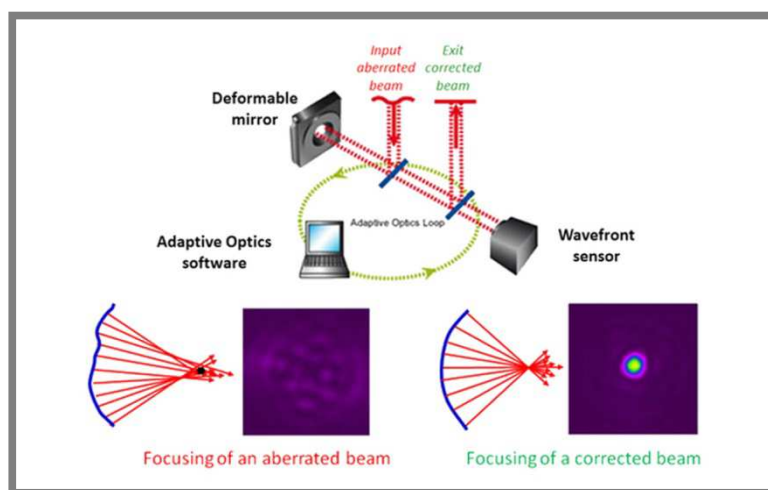 Input
aberrated
beam
Exit
corrected
beam
Deformable
mirror
Adaptive Optics Loop
Adaptive Optics
software
Wavefront
sensor
Focusing of an aberrated beam
Focusing of a corrected beam